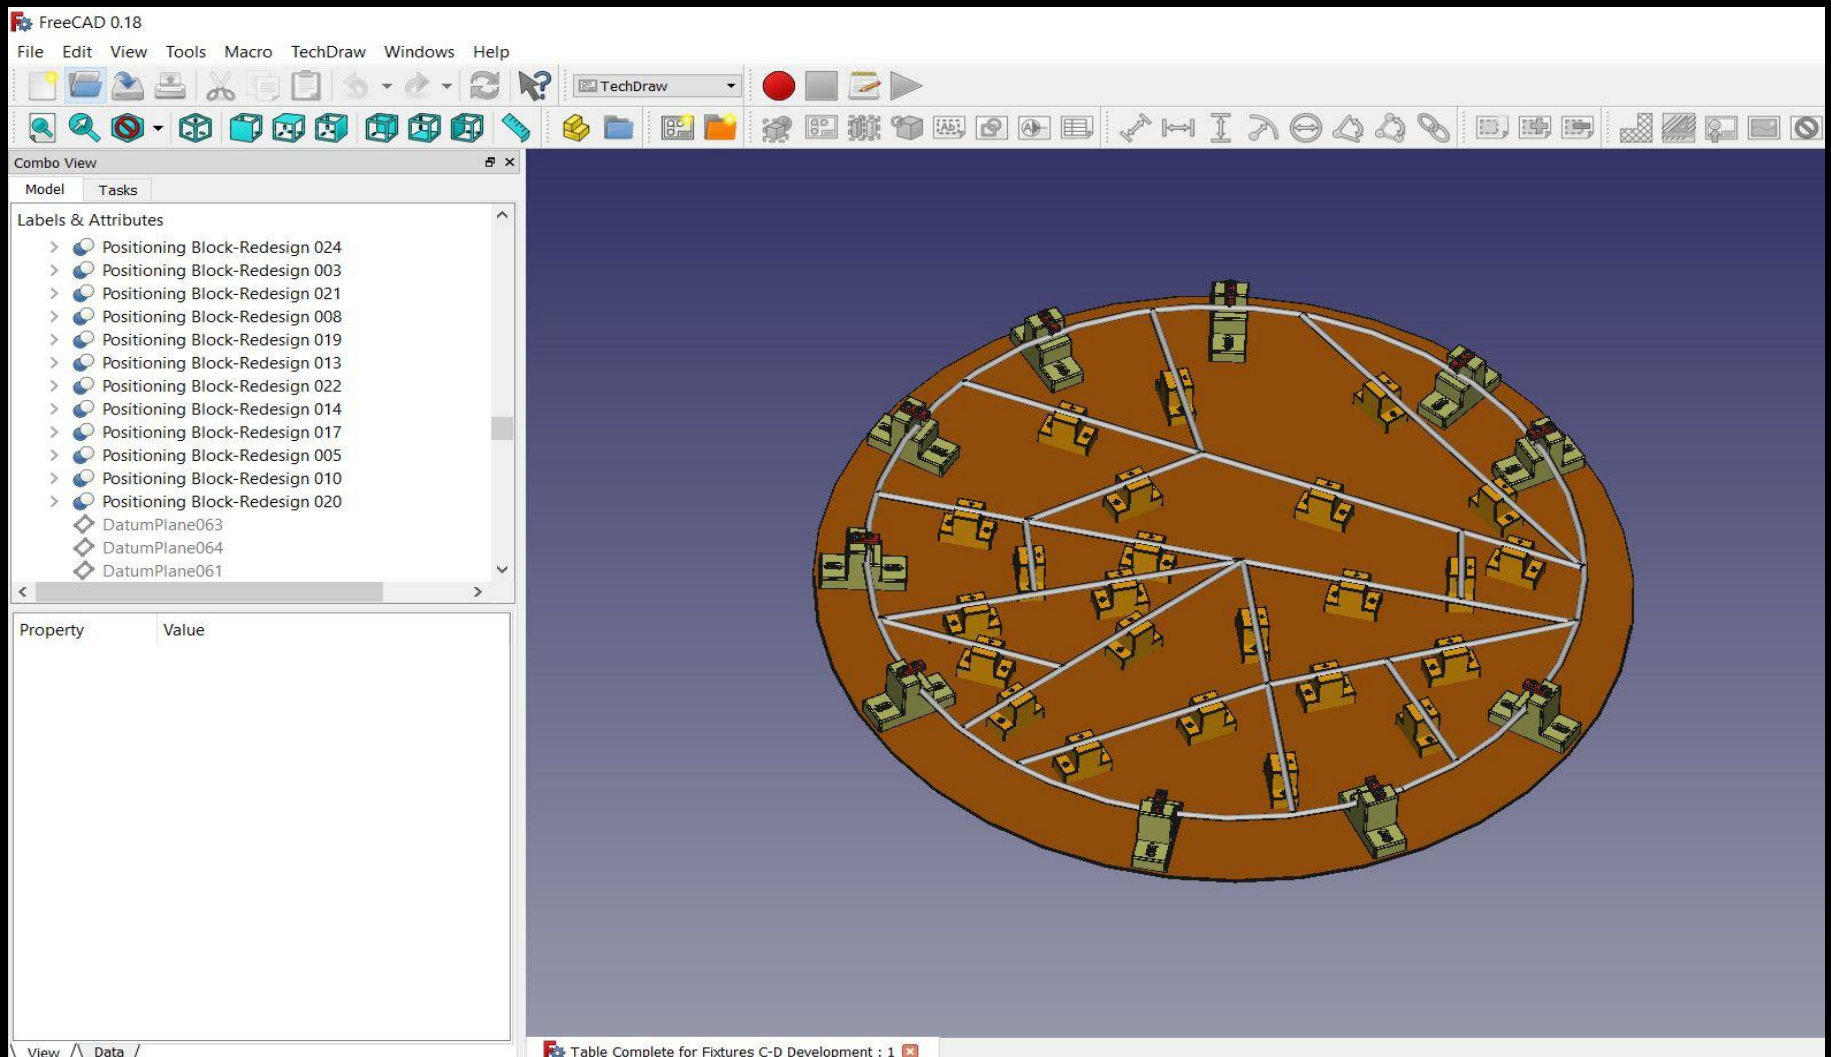 FreeCAD 0.18
File Edit View Tools Macro TechDraw Windows Help
TechDraw
Combo View
Model Tasks
Labels & Attributes
Positioning Block-Redesign 024
Positioning Block-Redesign 003
Positioning Block-Redesign 021
Positioning Block-Redesign 008
Positioning Block-Redesign 019
Positioning Block-Redesign 013
Positioning Block-Redesign 022
Positioning Block-Redesign 014
Positioning Block-Redesign 017
Positioning Block-Redesign 005
Positioning Block-Redesign 010
Positioning Block-Redesign 020
DatumPlane063
DatumPlane064
DatumPlane061
Property Value
View Data
Table Complete for Fixtures C-D Development : 1